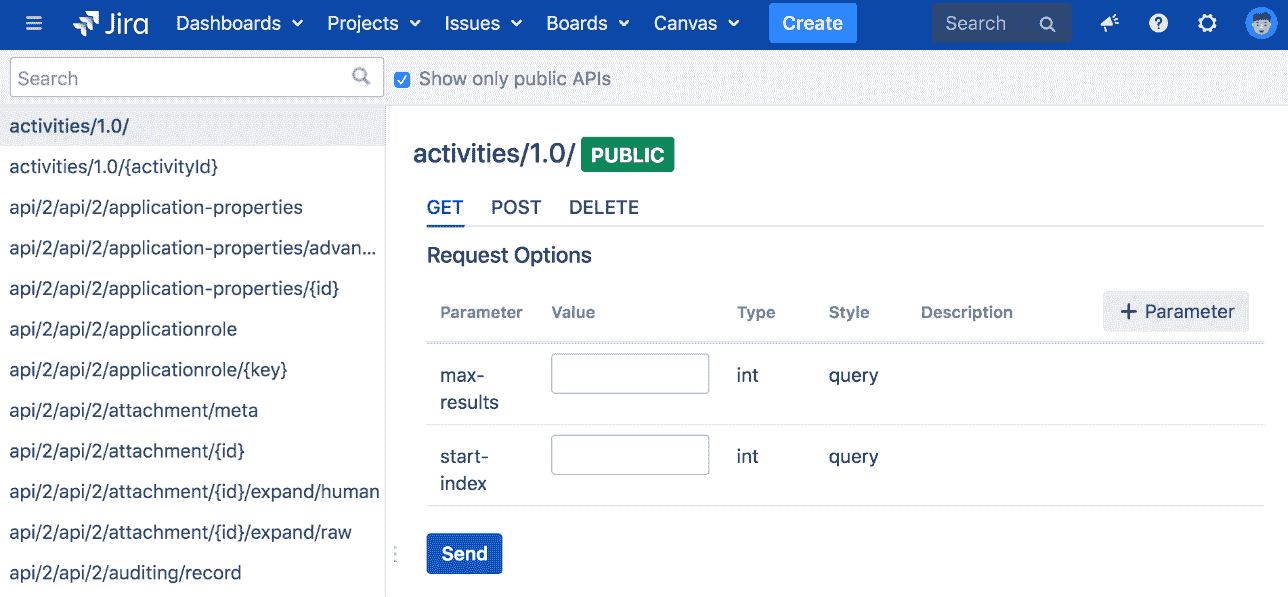 Jira Dashboards Projects Issues Boards Canvas Create Search
Search
Show only public APIs
activities/1.0/
activities/1.0/{activityId}
api/2/api/2/application-properties
api/2/api/2/application-properties/advan...
api/2/api/2/application-properties/{id}
api/2/api/2/applicationrole
api/2/api/2/applicationrole/{key}
api/2/api/2/attachment/meta
api/2/api/2/attachment/{id}
api/2/api/2/attachment/{id}/expand/human
api/2/api/2/attachment/{id}/expand/raw
api/2/api/2/auditing/record
activities/1.0/ PUBLIC
GET POST DELETE
Request Options
Parameter Value Type Style Description + Parameter
max-
results
int query
start-
index
int query
Send